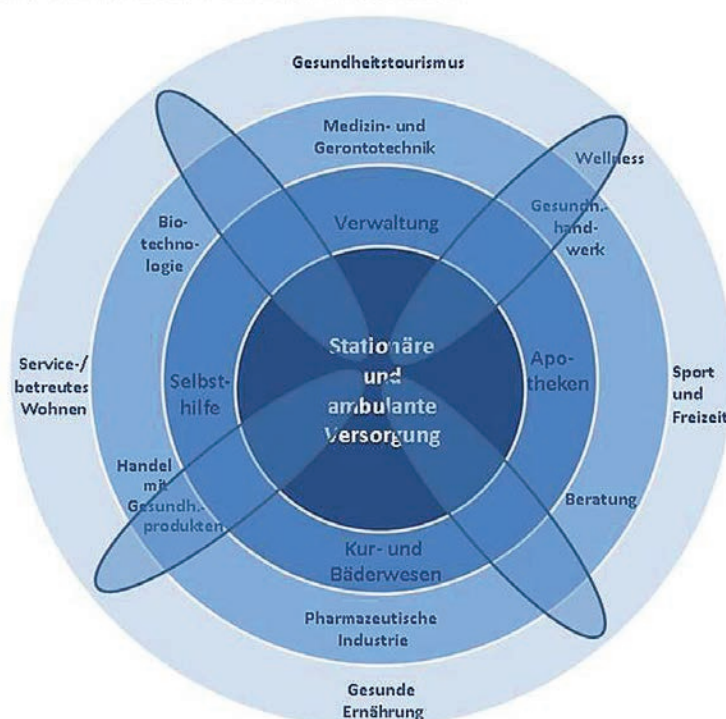 Gesundheitstourismus
Medizin- und
Gerontotechnik
Wellness
Gesundh.-
hand-
werk
Bio-
techno-
logie
Verwaltung
Stationäre
und
ambulante
Versorgung
Apo-
theken
Selbst-
hilfe
Service-/
betreutes
Wohnen
Sport
und
Freizeit
Handel
mit
Gesundh.-
produkten
Beratung
Kur- und
Bäderwesen
Pharmazeutische
Industrie
Gesunde
Ernährung